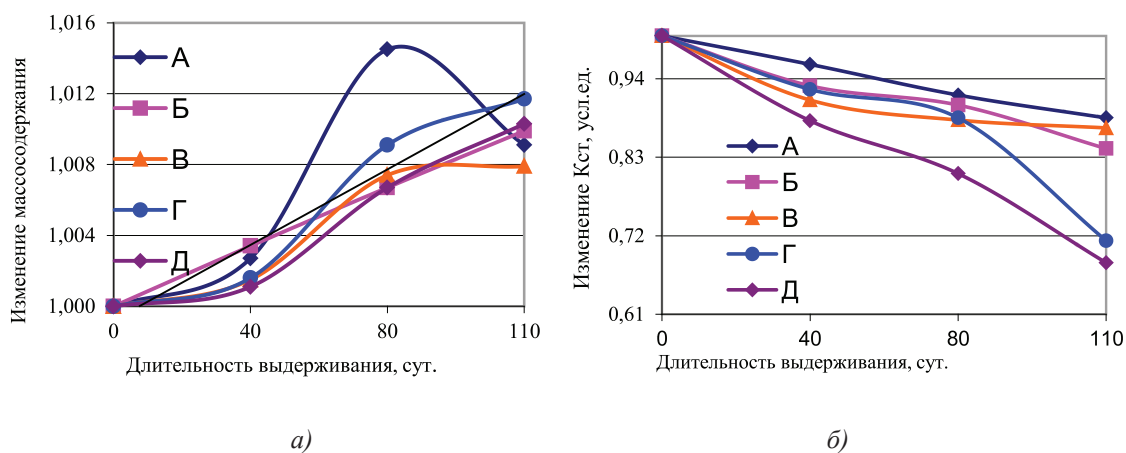 Изменение массосодержания
1,016
1,012
1,008
1,004
1,000
А
Б
В
Г
Д
0 40 80 110
Длительность выдерживания, сут.
а)
Изменение Кст, усл.ед.
0,94
0,83
0,72
0,61
А
Б
В
Г
Д
0 40 80 110
Длительность выдерживания, сут.
б)